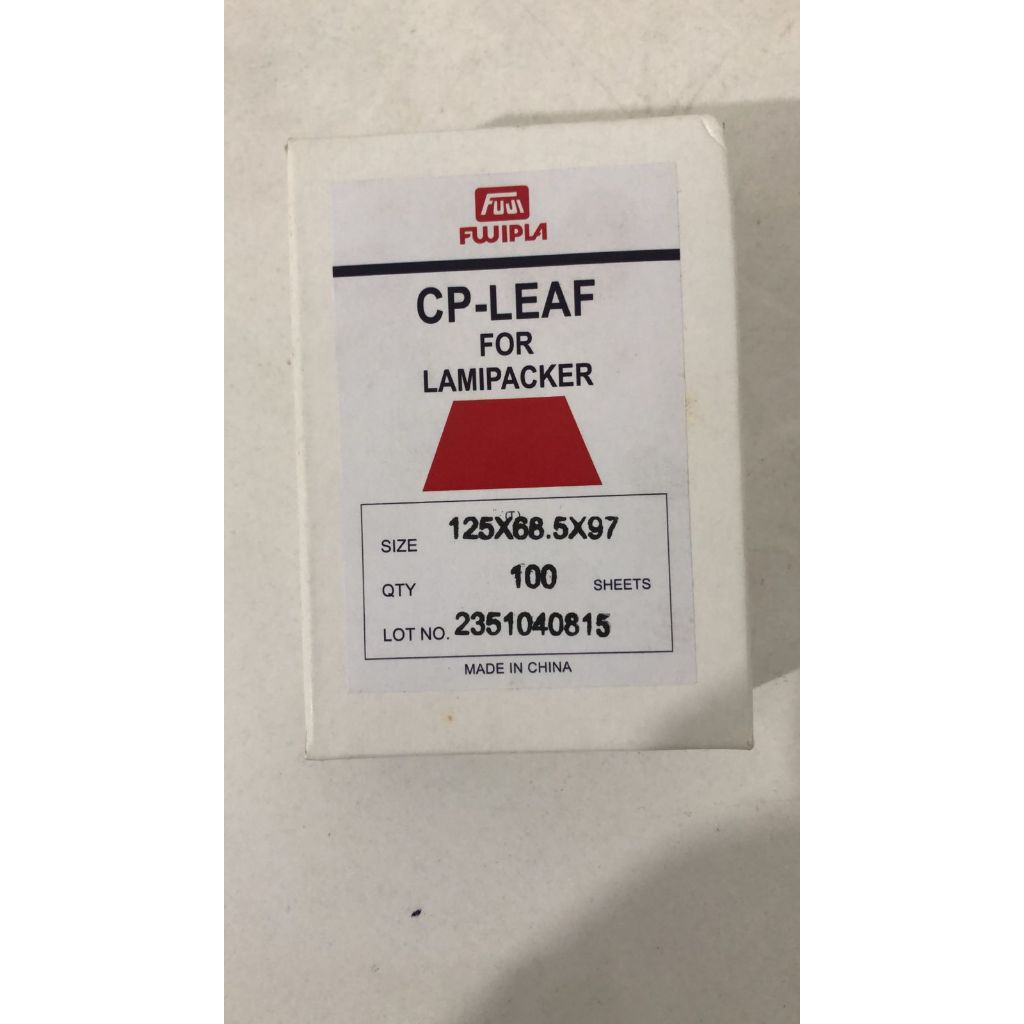 FUJI
FUJIPLA
CP-LEAF
FOR
LAMIPACKER
(T)
SIZE 125X68.5X97
QTY 100 SHEETS
LOT NO. 2351040815
MADE IN CHINA